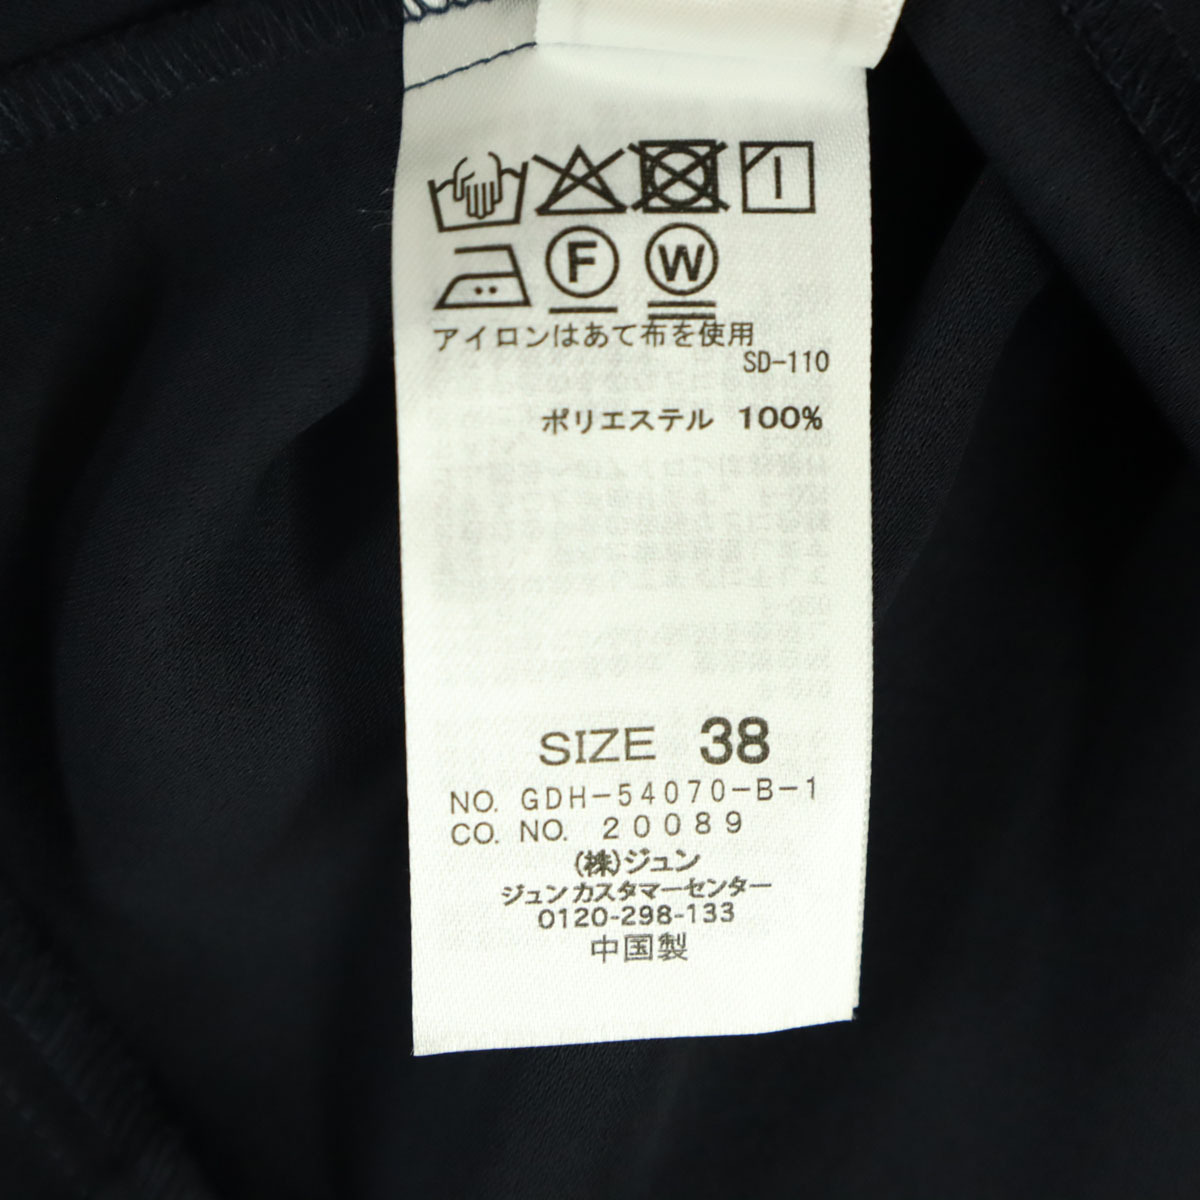 F W
アイロンはあて布を使用
SD-110
ポリエステル 100%
SIZE 38
NO. GDH-54070-B-1
CO. NO. 20089
(株)ジュン
ジュンカスタマーセンター
0120-298-133
中国製